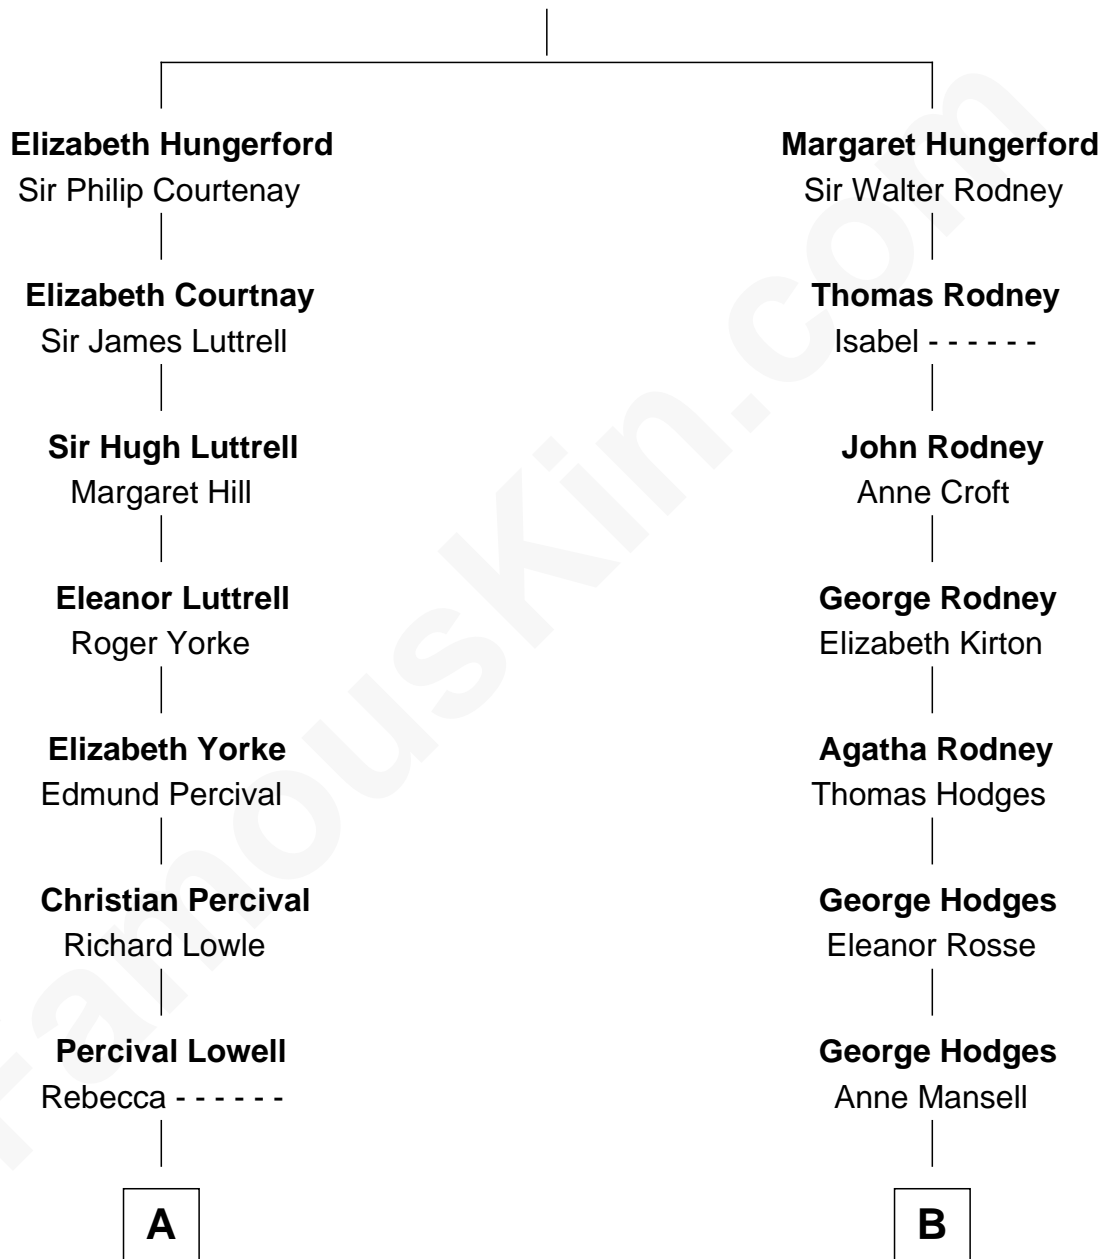 Elizabeth Hungerford
Sir Philip Courtenay
Elizabeth Courtnay
Sir James Luttrell
Sir Hugh Luttrell
Margaret Hill
Eleanor Luttrell
Roger Yorke
Elizabeth Yorke
Edmund Percival
Christian Percival
Richard Lowle
Percival Lowell
Rebecca - - - - - -
A
Margaret Hungerford
Sir Walter Rodney
Thomas Rodney
Isabel - - - - - -
John Rodney
Anne Croft
George Rodney
Elizabeth Kirton
Agatha Rodney
Thomas Hodges
George Hodges
Eleanor Rosse
George Hodges
Anne Mansell
B
FamousKin.com